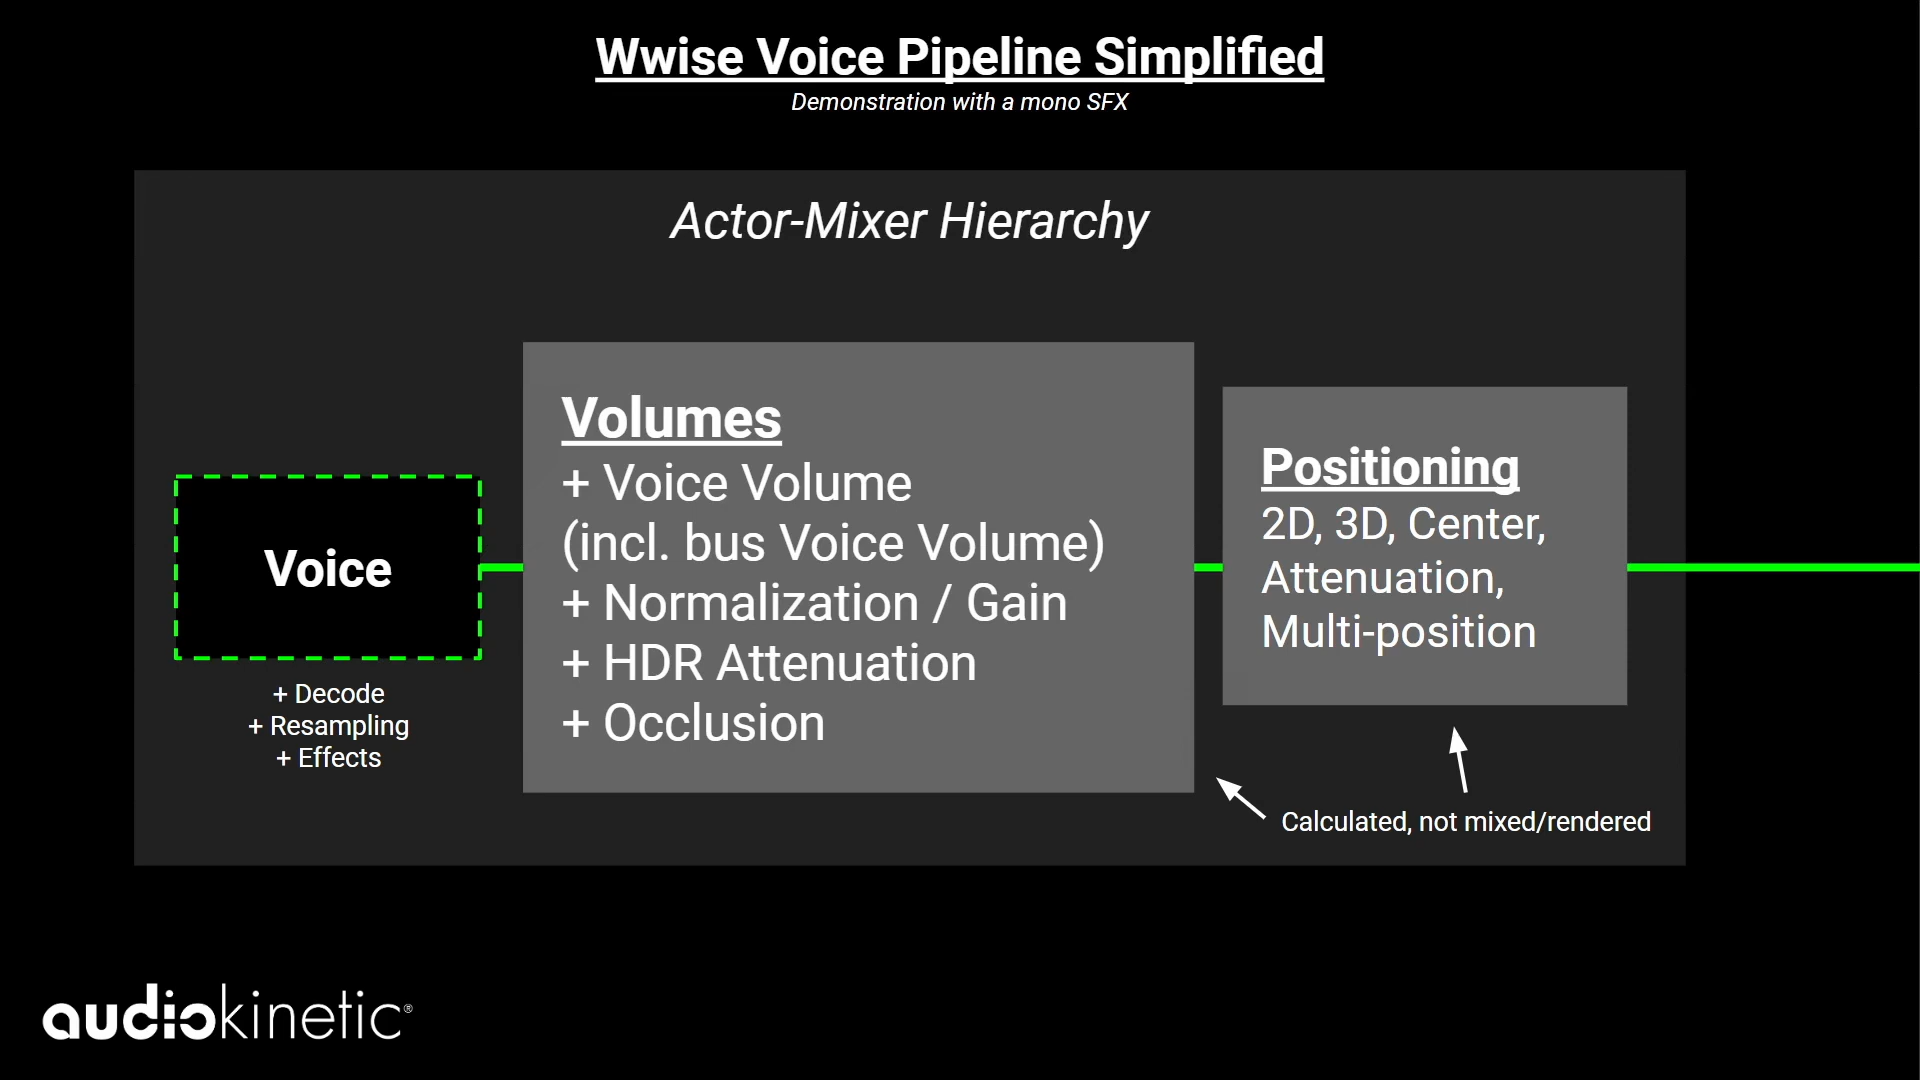 Wwise Voice Pipeline Simplified
Demonstration with a mono SFX
Actor-Mixer Hierarchy
Voice
+ Decode
+ Resampling
+ Effects
Volumes
+ Voice Volume
(incl. bus Voice Volume)
+ Normalization / Gain
+ HDR Attenuation
+ Occlusion
Positioning
2D, 3D, Center,
Attenuation,
Multi-position
Calculated, not mixed/rendered
audiokinetic®